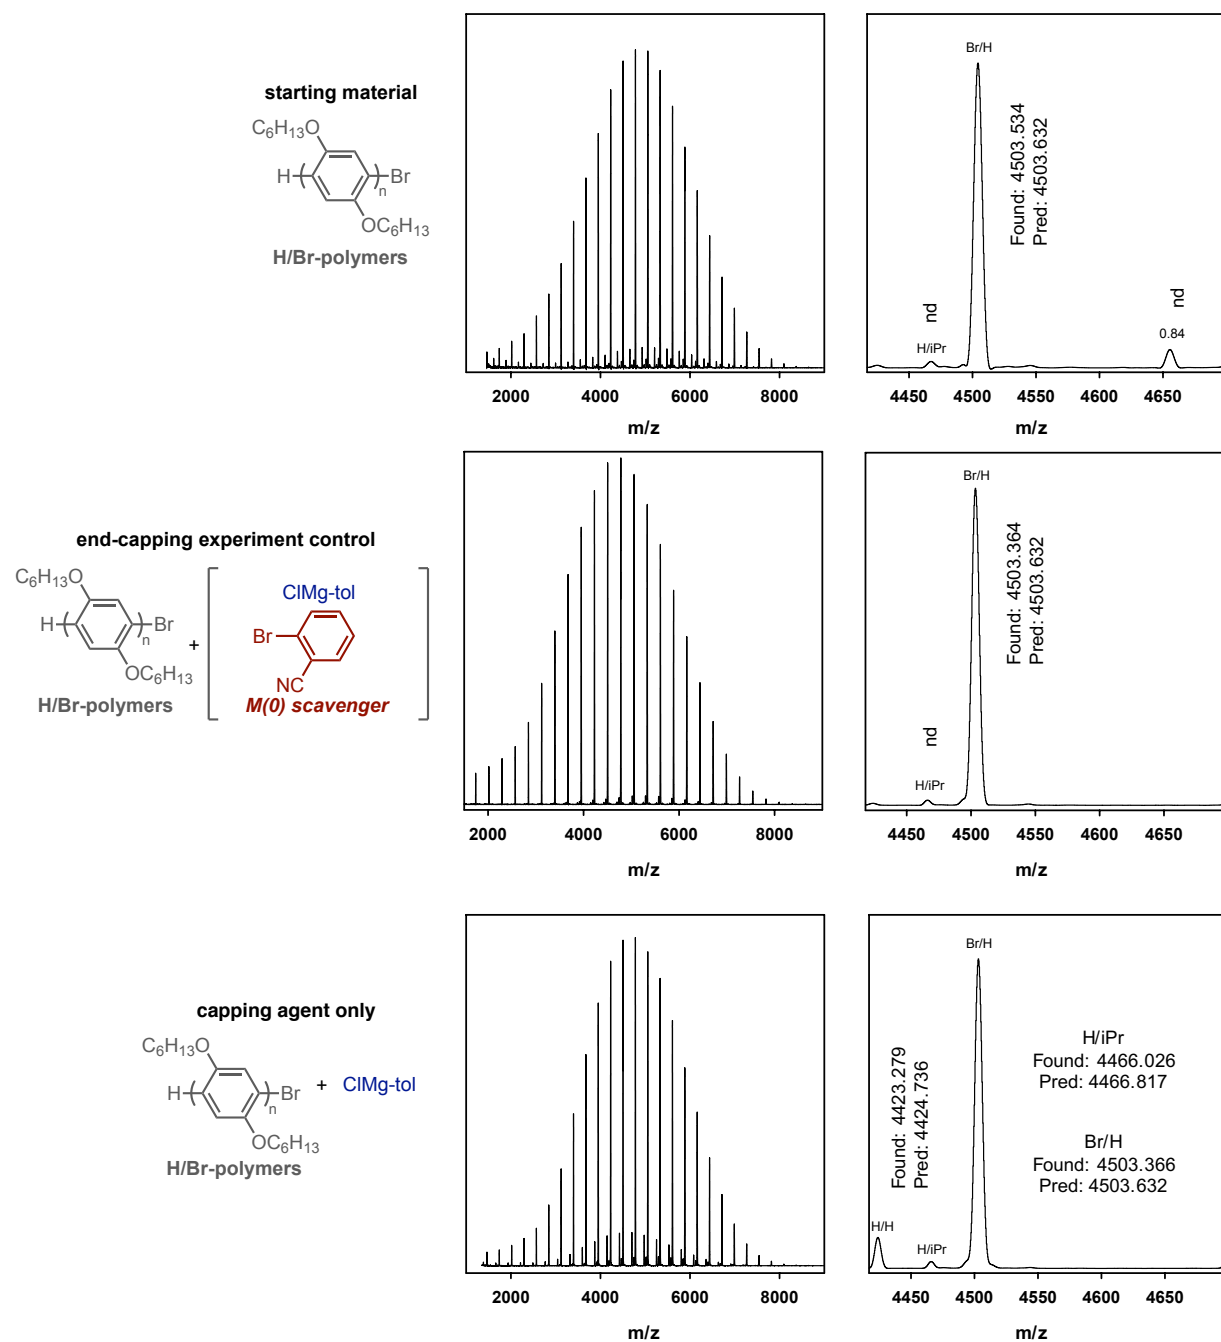 starting material
C6H13O
H
n
Br
OC6H13
H/Br-polymers
2000 4000 6000 8000
m/z
Br/H
Found: 4503.534
Pred: 4503.632
nd
H/iPr
nd
0.84
4450 4500 4550 4600 4650
m/z
end-capping experiment control
C6H13O
H
n
Br
OC6H13
H/Br-polymers
+
ClMg-tol
Br
NC
M(0) scavenger
2000 4000 6000 8000
m/z
Br/H
Found: 4503.364
Pred: 4503.632
nd
H/iPr
4450 4500 4550 4600 4650
m/z
capping agent only
C6H13O
H
n
Br
+ ClMg-tol
OC6H13
H/Br-polymers
2000 4000 6000 8000
m/z
Br/H
Found: 4423.279
Pred: 4424.736
H/iPr
Found: 4466.026
Pred: 4466.817
Br/H
Found: 4503.366
Pred: 4503.632
H/H
H/iPr
4450 4500 4550 4600 4650
m/z